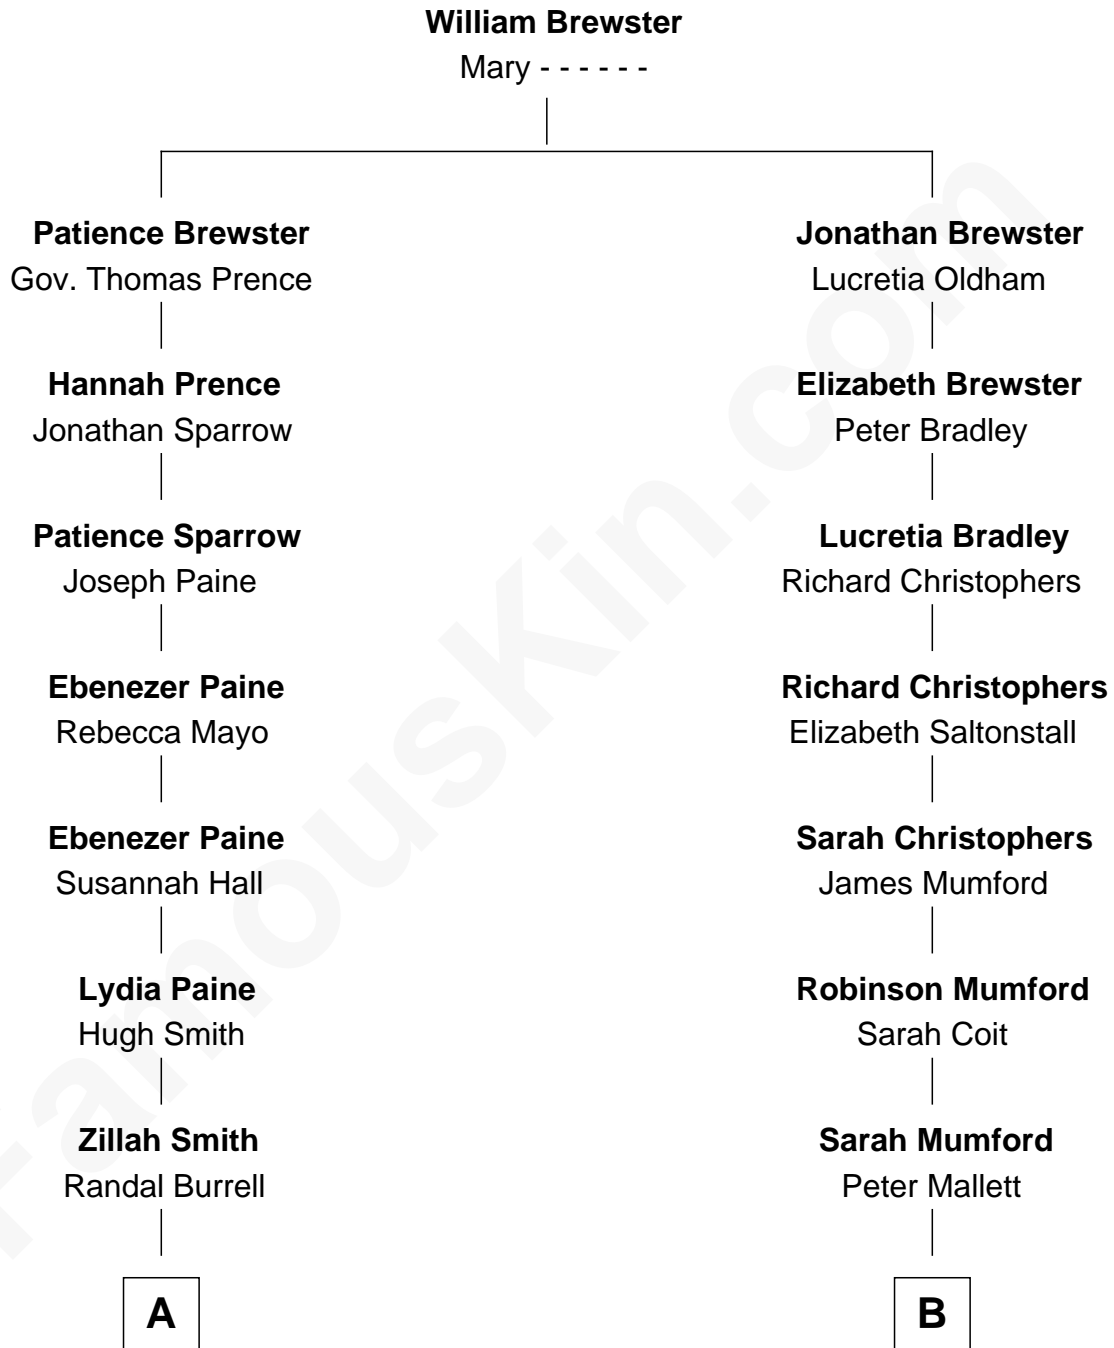 William Brewster
Mary - - - - - -
Patience Brewster
Gov. Thomas Prence
Jonathan Brewster
Lucretia Oldham
Hannah Prence
Jonathan Sparrow
Elizabeth Brewster
Peter Bradley
Patience Sparrow
Joseph Paine
Lucretia Bradley
Richard Christophers
Ebenezer Paine
Rebecca Mayo
Richard Christophers
Elizabeth Saltonstall
Ebenezer Paine
Susannah Hall
Sarah Christophers
James Mumford
Lydia Paine
Hugh Smith
Robinson Mumford
Sarah Coit
Zillah Smith
Randal Burrell
Sarah Mumford
Peter Mallett
A
B
FamousKin.com